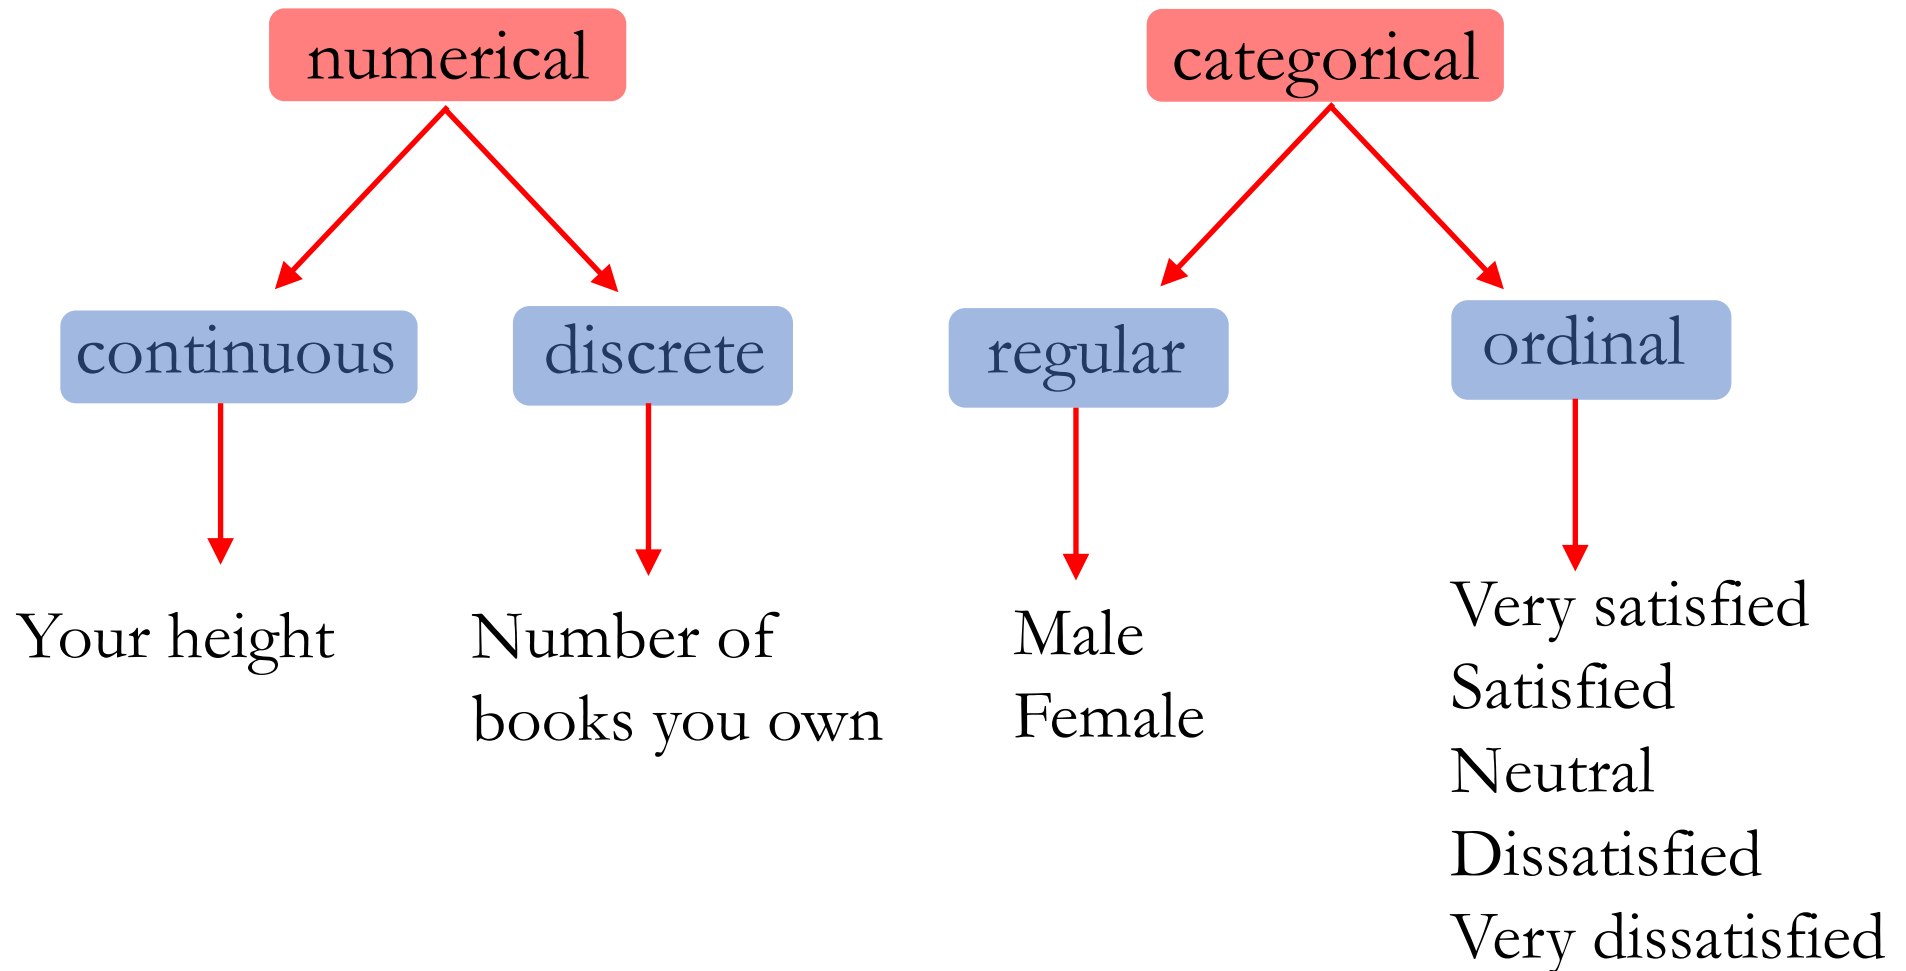 numerical
categorical
continuous
discrete
regular
ordinal
Your height
Number of
books you own
Male
Female
Very satisfied
Satisfied
Neutral
Dissatisfied
Very dissatisfied